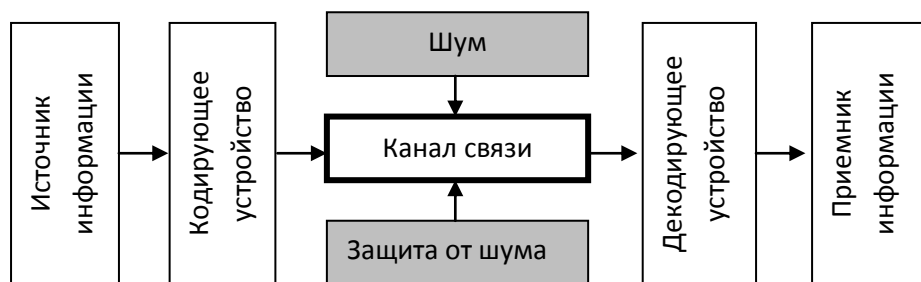 Источник
информации
Кодирующее
устройство
Шум
Канал связи
Защита от шума
Декодирующее
устройство
Приемник
информации